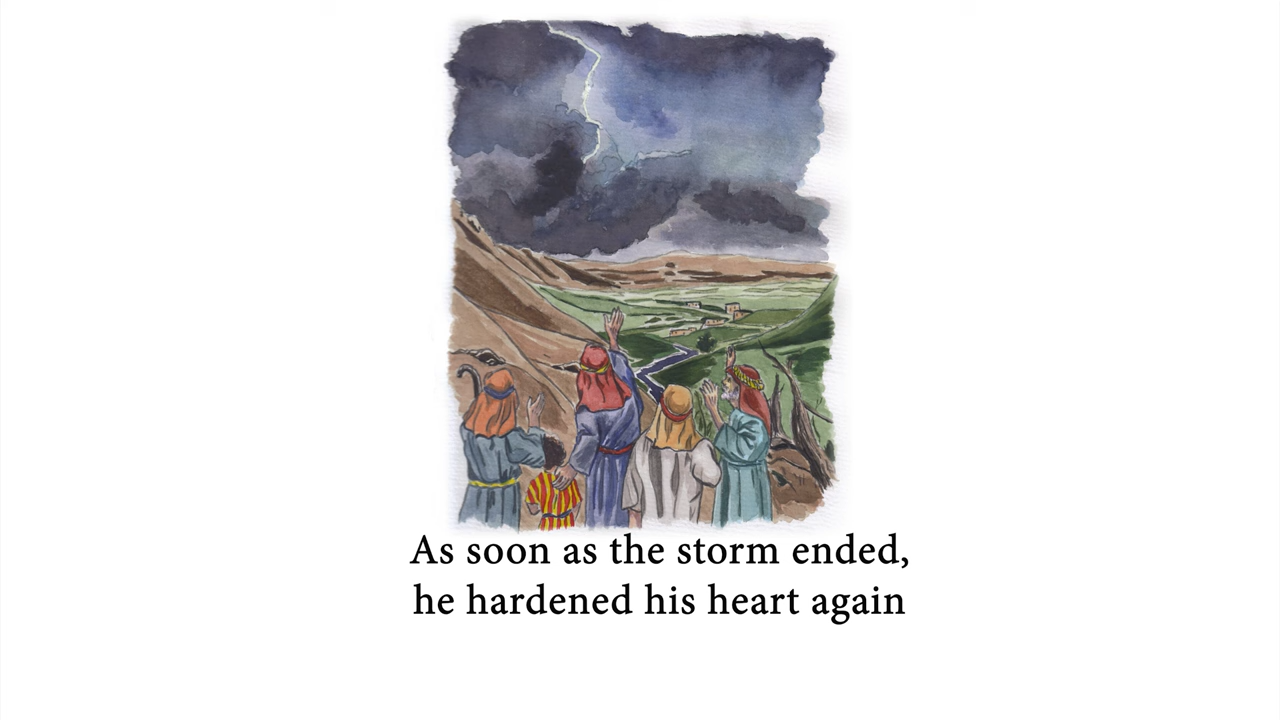 As soon as the storm ended,
he hardened his heart again